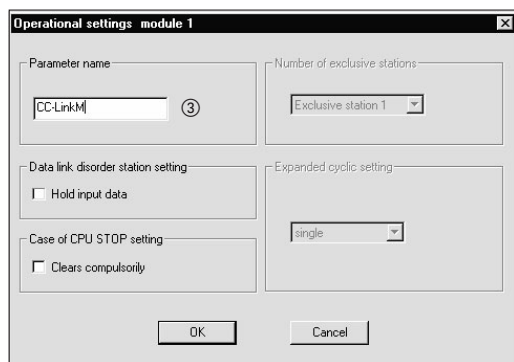 Operational settings module 1
Parameter name
CC-LinkM
③
Number of exclusive stations
Exclusive station 1
Data link disorder station setting
Hold input data
Expanded cyclic setting
single
Case of CPU STOP setting
Clears compulsorily
OK
Cancel